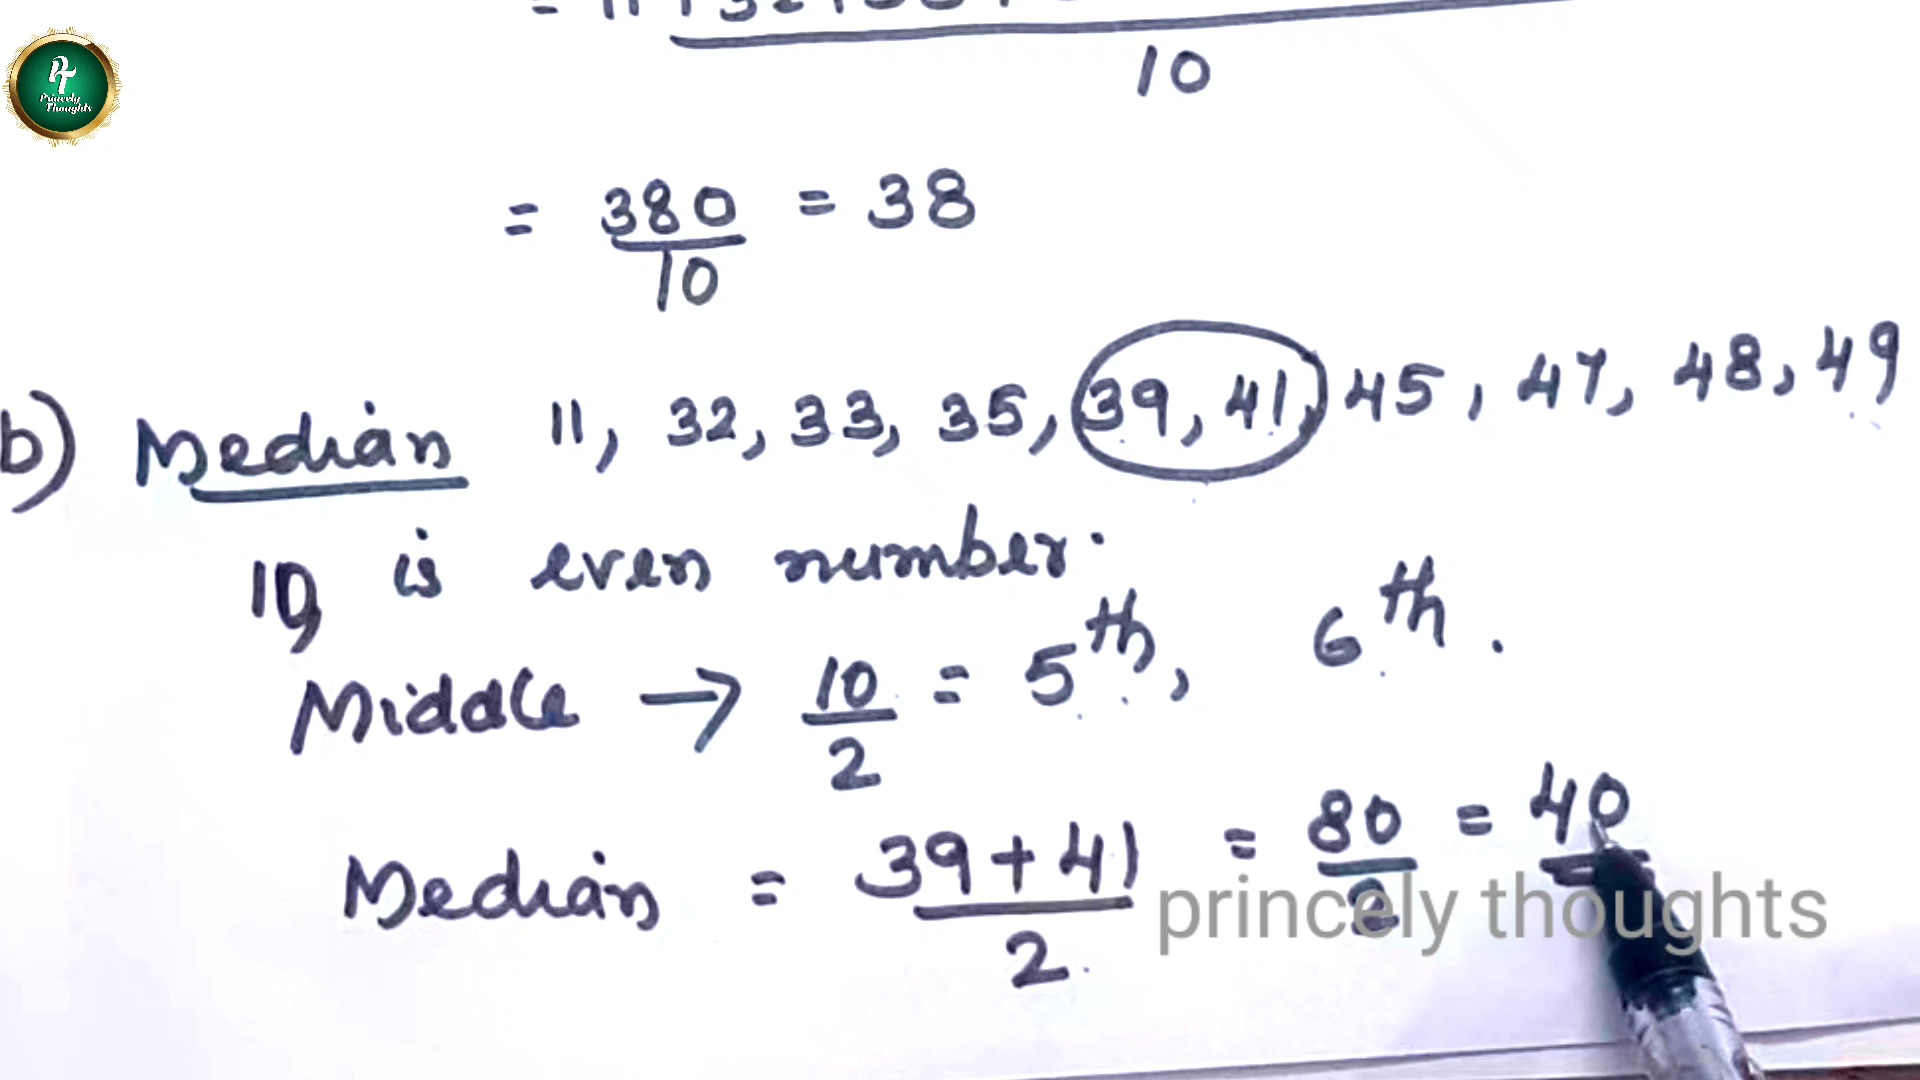 10
= 380/10 = 38
b) Median 11, 32, 33, 35, 39, 41, 45, 47, 48, 49
10, is even number.
Middle → 10/2 = 5th, 6th.
Median = 39+41/2 = 80/2 = 40
princely thoughts
PT
Princely
Thoughts